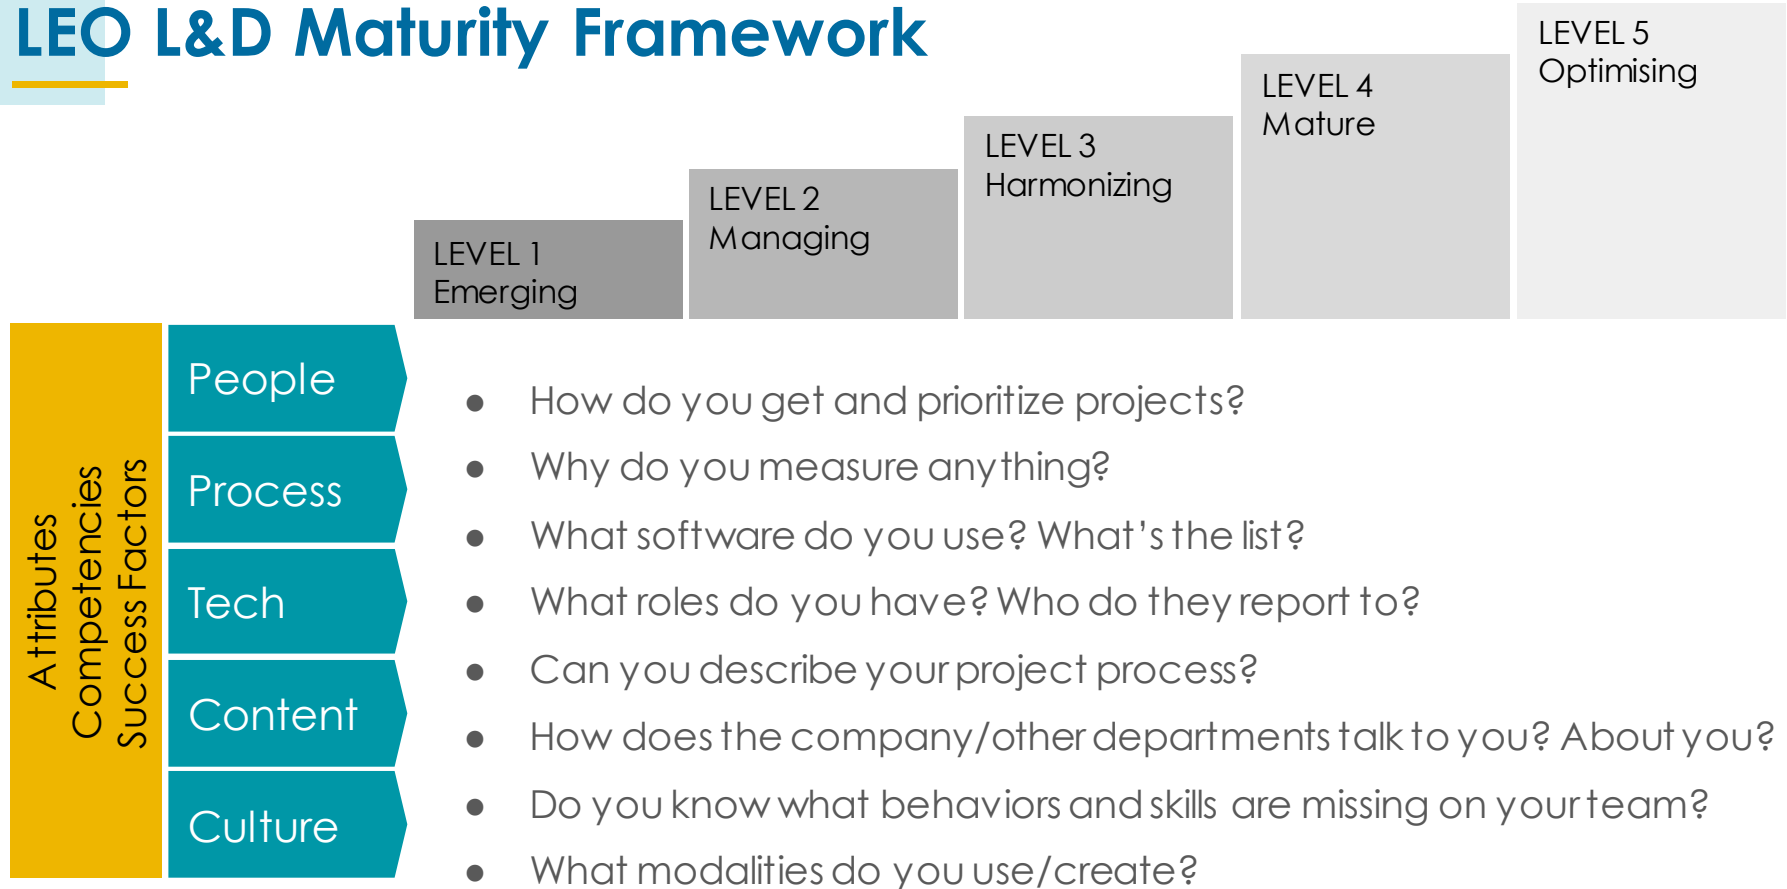 LEO L&D Maturity Framework
LEVEL 1
Emerging
LEVEL 2
Managing
LEVEL 3
Harmonizing
LEVEL 4
Mature
LEVEL 5
Optimising
Attributes
Competencies
Success Factors
People
Process
Tech
Content
Culture
● How do you get and prioritize projects?
● Why do you measure anything?
● What software do you use? What’s the list?
● What roles do you have? Who do they report to?
● Can you describe your project process?
● How does the company/other departments talk to you? About you?
● Do you know what behaviors and skills are missing on your team?
● What modalities do you use/create?